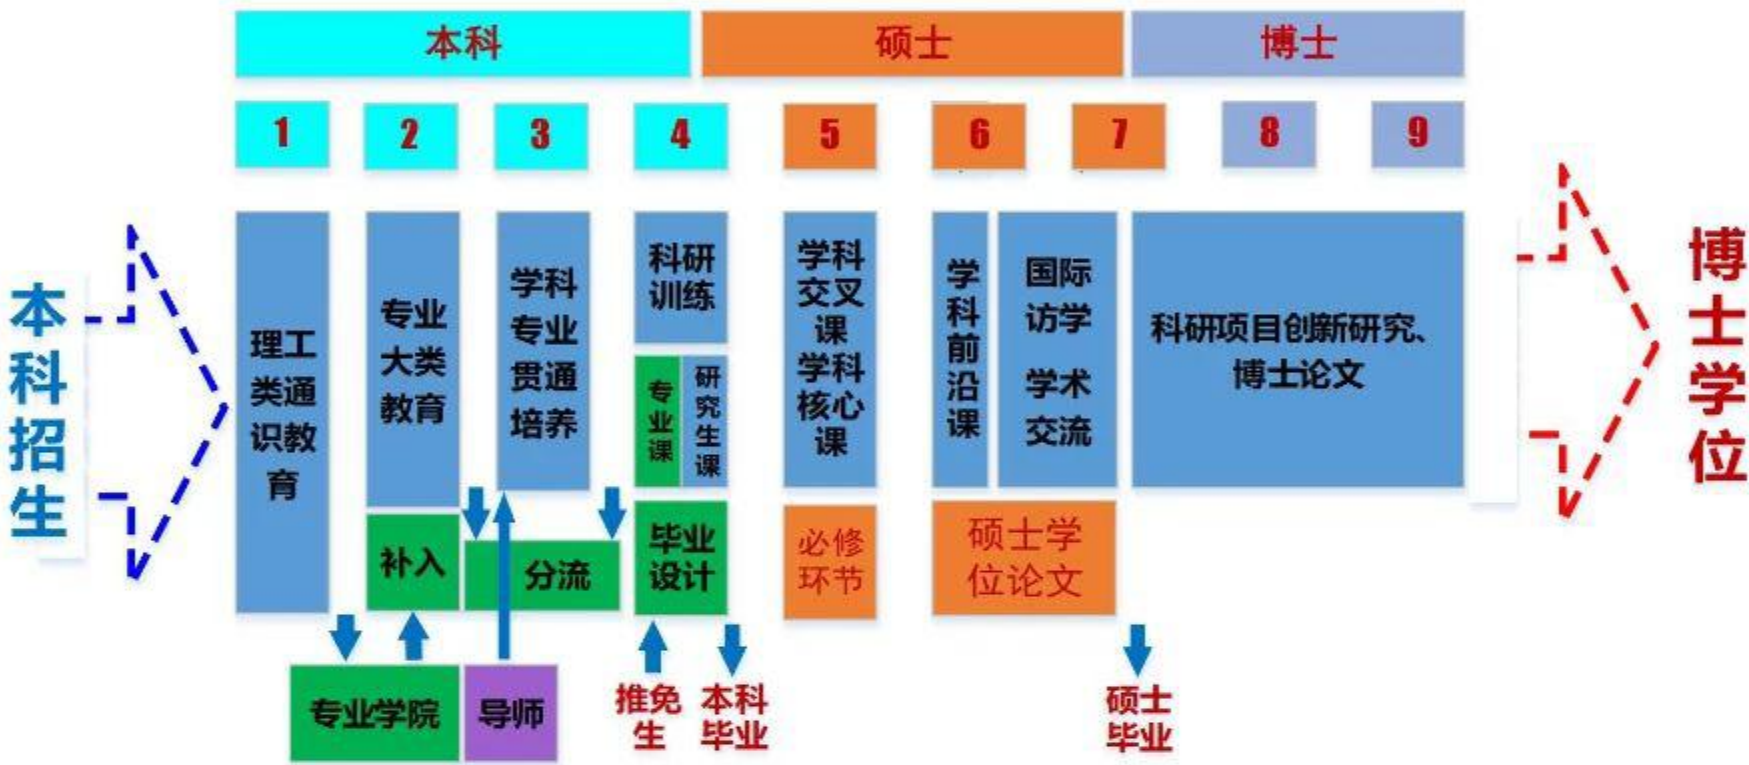 本科
硕士
博士
1
2
3
4
5
6
7
8
9
本
科
招
生
理工
类通
识教
育
专业
大类
教育
补入
学科
专业
贯通
培养
分流
科研
训练
专
业
课
研
究
生
课
毕业
设计
学科
交叉
课
学科
核心
课
必修
环节
学
科
前
沿
课
国际
访学
学术
交流
硕士学
位论文
科研项目创新研究、
博士论文
博
士
学
位
专业学院
导师
推免
生
本科
毕业
硕士
毕业